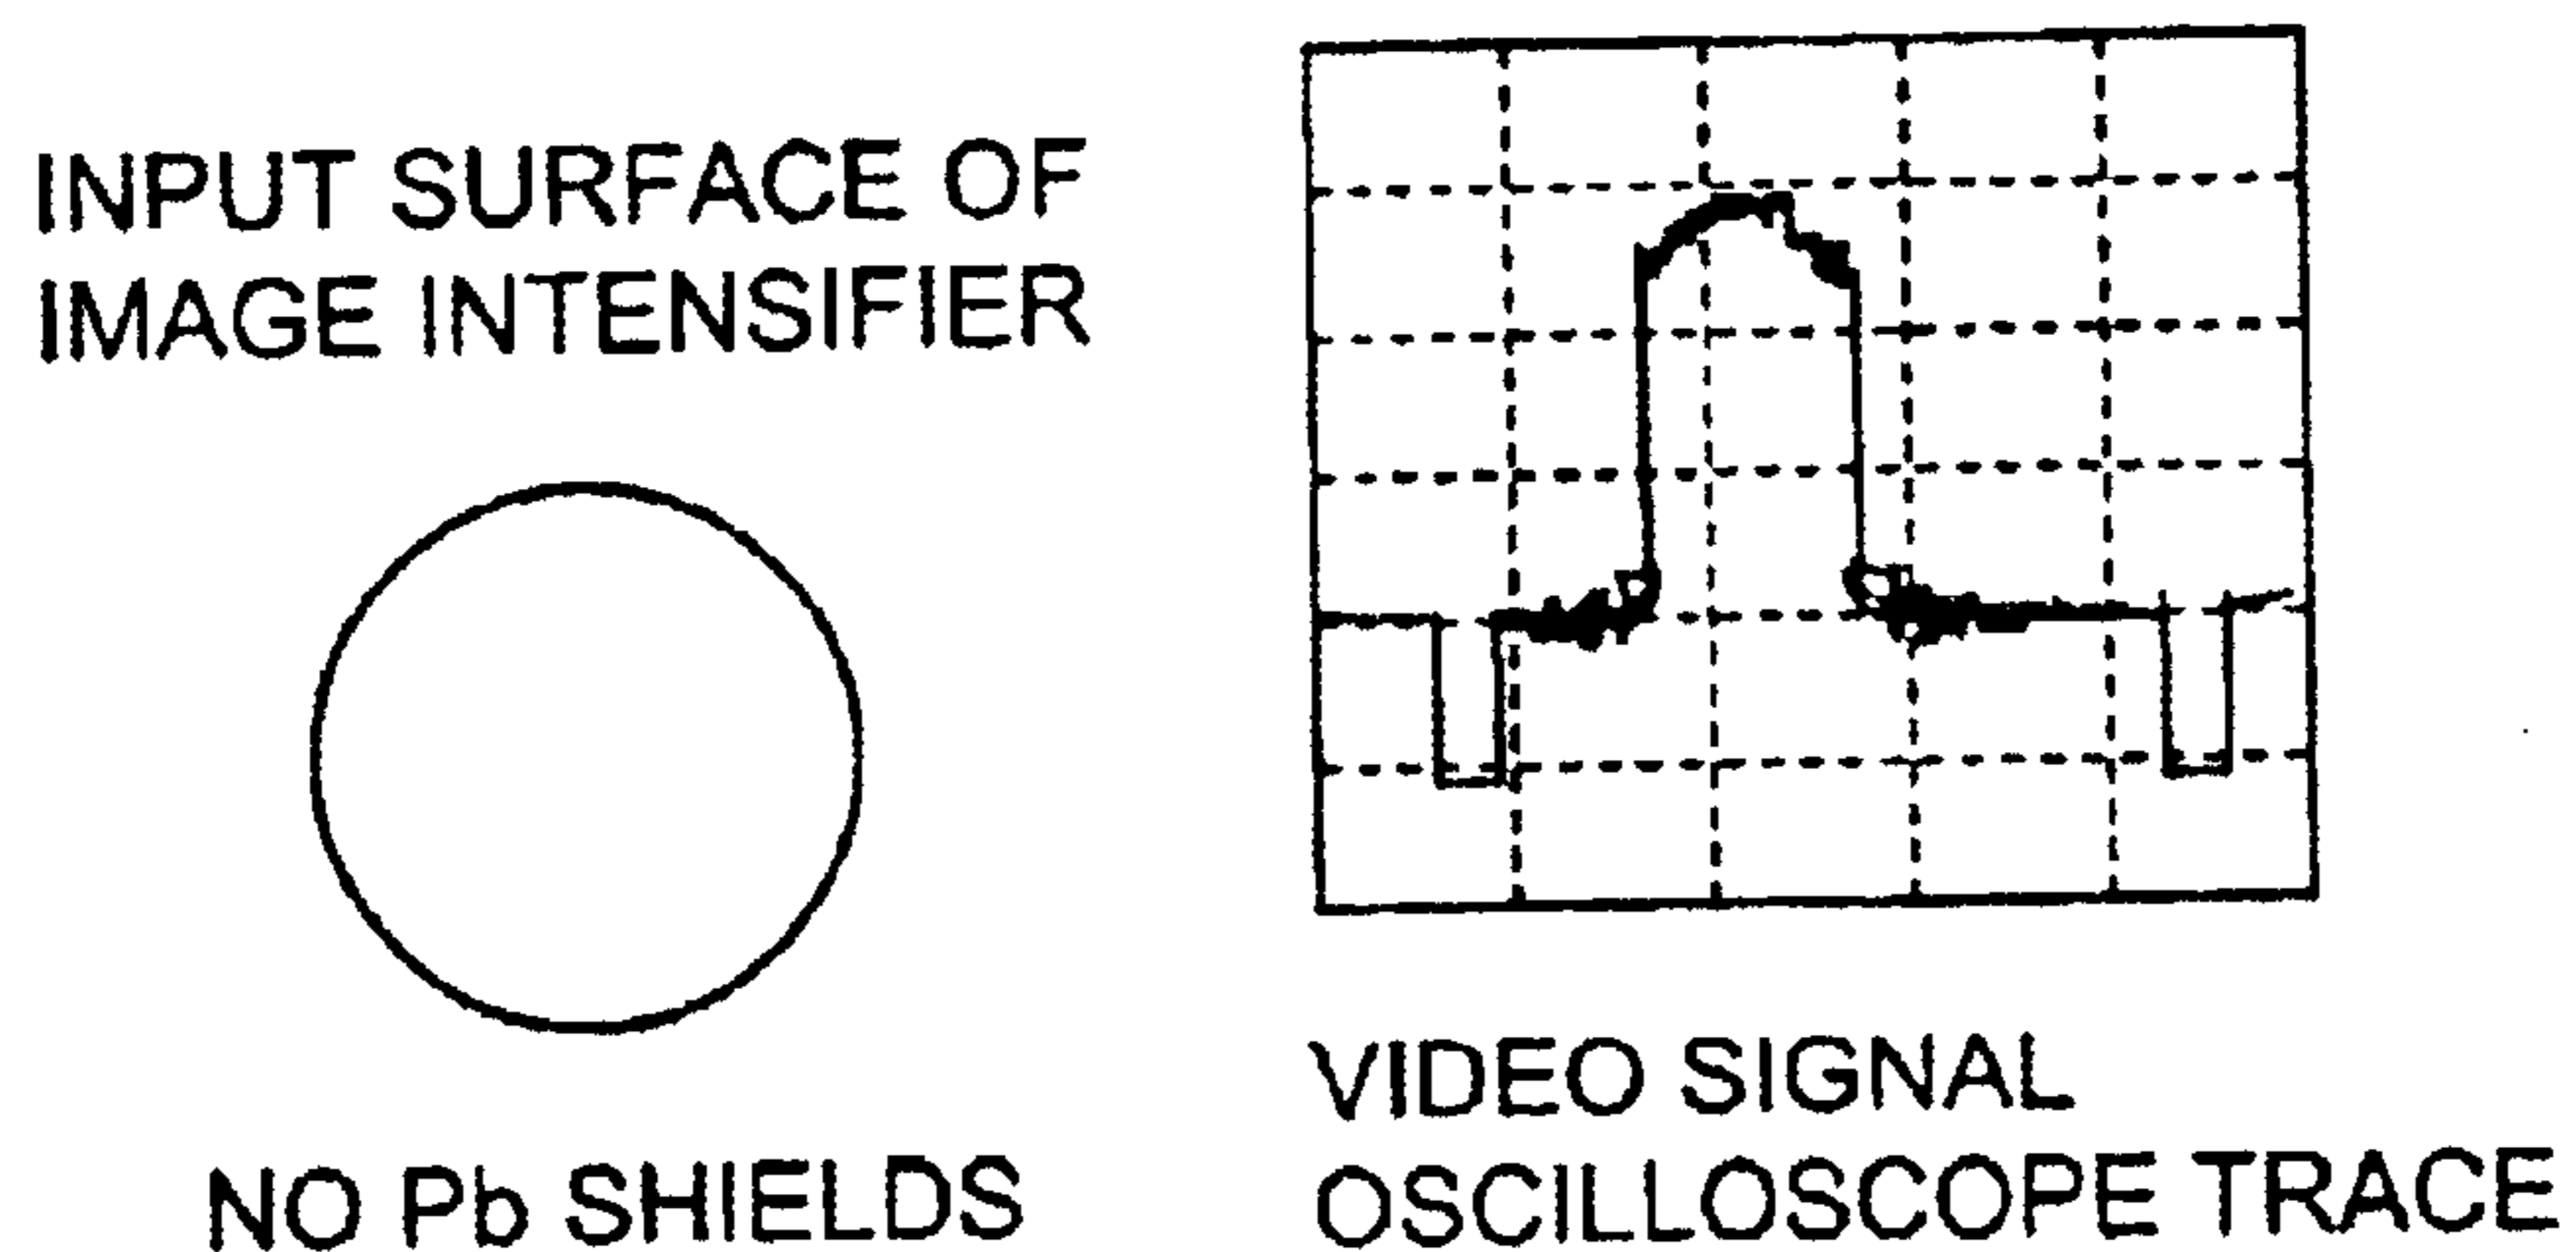 INPUT SURFACE OF
IMAGE INTENSIFIER
NO Pb SHIELDS
VIDEO SIGNAL
OSCILLOSCOPE TRACE